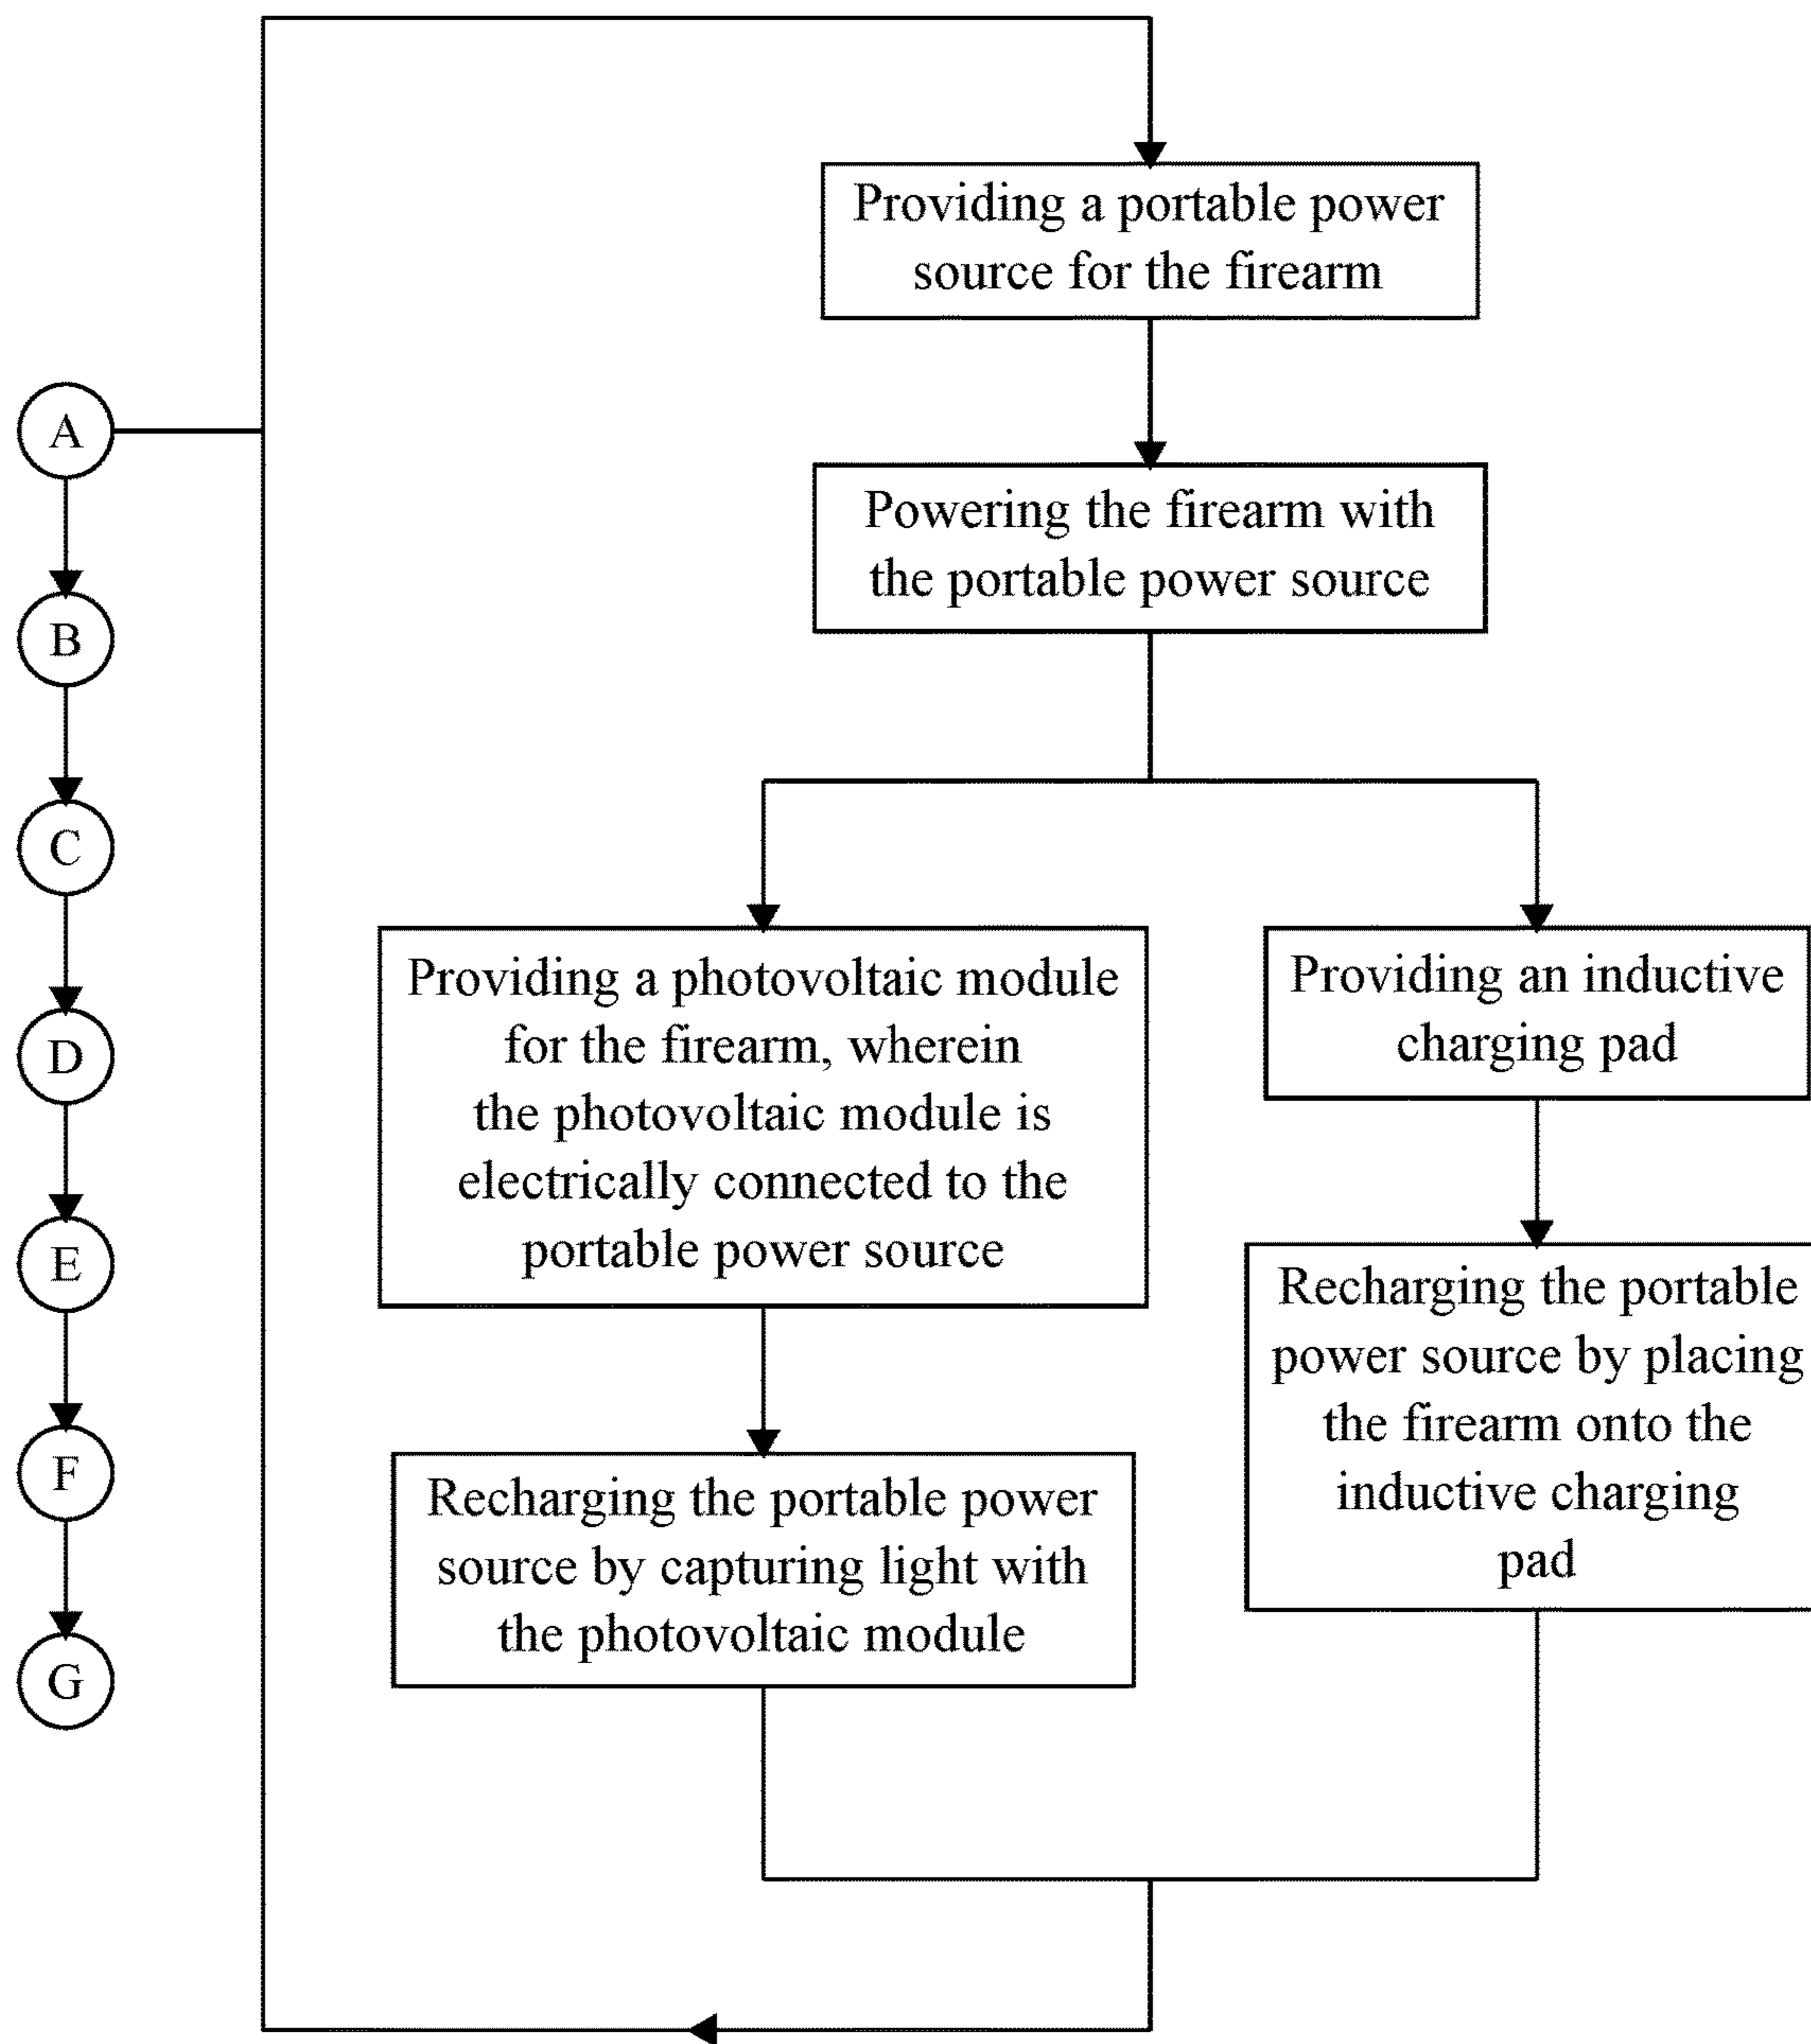 A
B
C
D
E
F
G
Providing a portable power
source for the firearm
Powering the firearm with
the portable power source
Providing a photovoltaic module
for the firearm, wherein
the photovoltaic module is
electrically connected to the
portable power source
Recharging the portable power
source by capturing light with
the photovoltaic module
Providing an inductive
charging pad
Recharging the portable
power source by placing
the firearm onto the
inductive charging
pad